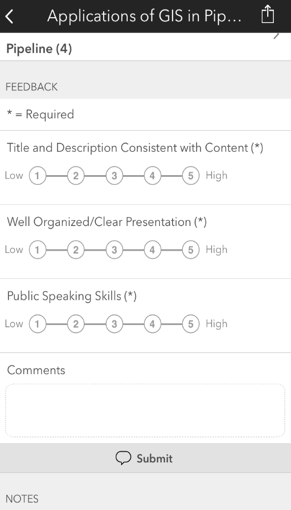 Applications of GIS in Pip...
Pipeline (4)
FEEDBACK
* = Required
Title and Description Consistent with Content (*)
Low 1 2 3 4 5 High
Well Organized/Clear Presentation (*)
Low 1 2 3 4 5 High
Public Speaking Skills (*)
Low 1 2 3 4 5 High
Comments
Submit
NOTES